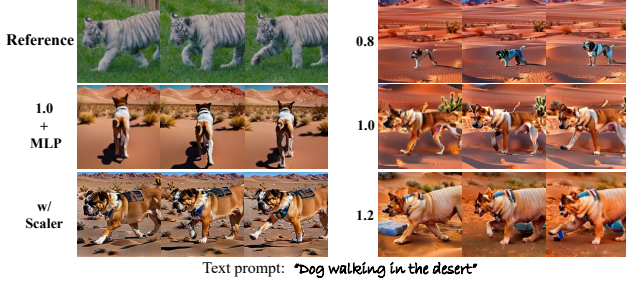 Reference
1.0
+
MLP
w/
Scaler
0.8
1.0
1.2
Text prompt: "Dog walking in the desert"